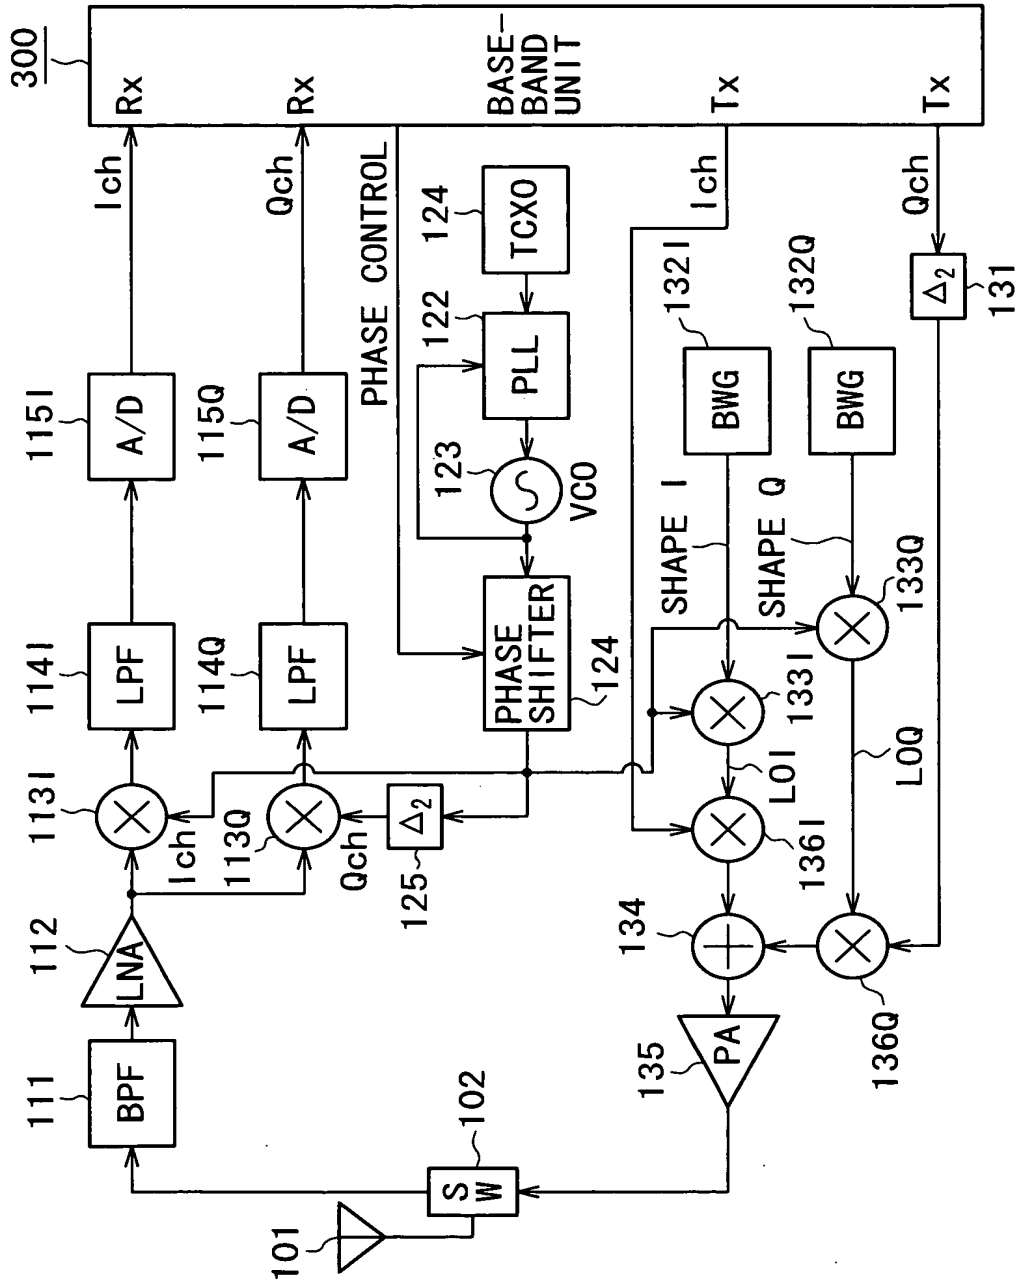 300
Rx
Rx
BASE-
BAND
UNIT
Tx
Tx
Ich
Qch
PHASE CONTROL
Ich
Qch
115I
A/D
115Q
A/D
124
TCXO
122
PLL
123
VCO
132I
BWG
132Q
BWG
Δ2
131
114I
LPF
114Q
LPF
PHASE
SHIFTER
124
SHAPE I
SHAPE Q
133Q
133I
LOI
LOQ
113I
Ich
113Q
Qch
Δ2
125
136I
134
136Q
112
LNA
111
BPF
135
PA
102
S
W
101